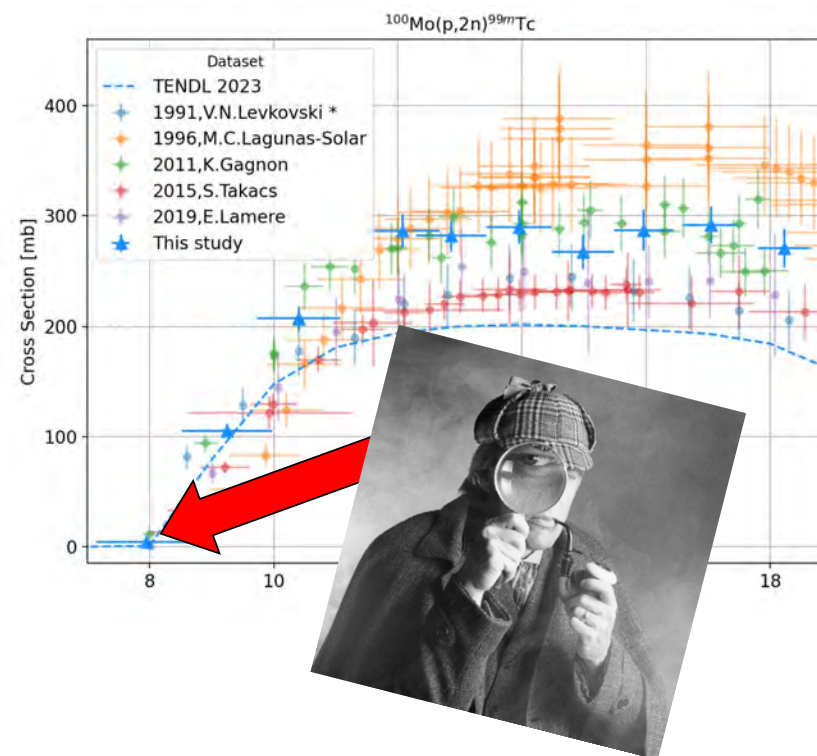 ¹⁰⁰Mo(p,2n)⁹⁹ᵐTc
Dataset
TENDL 2023
1991,V.N.Levkovski *
1996,M.C.Lagunas-Solar
2011,K.Gagnon
2015,S.Takacs
2019,E.Lamere
This study
Cross Section [mb]
400
300
200
100
0
8
10
18